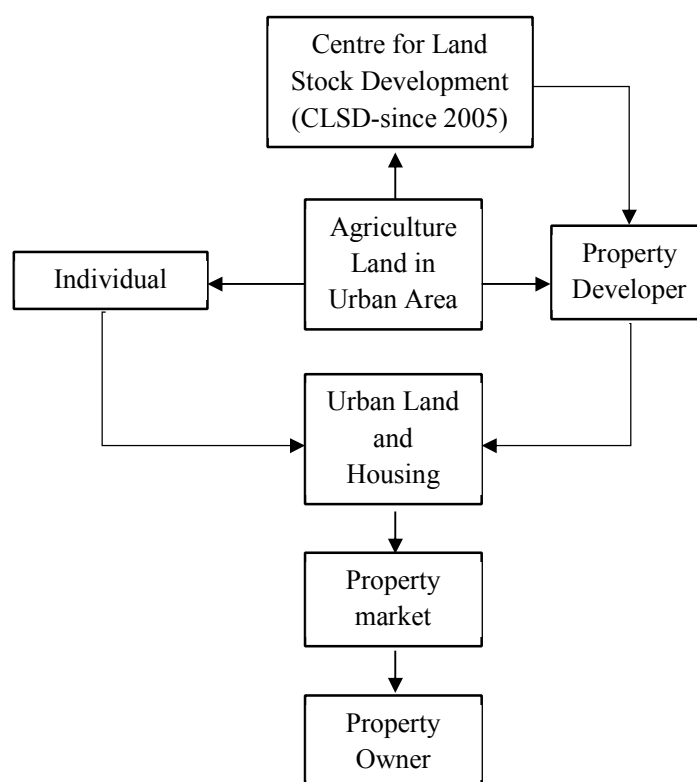 Centre for Land
Stock Development
(CLSD-since 2005)
Agriculture
Land in
Urban Area
Individual
Property
Developer
Urban Land
and
Housing
Property
market
Property
Owner